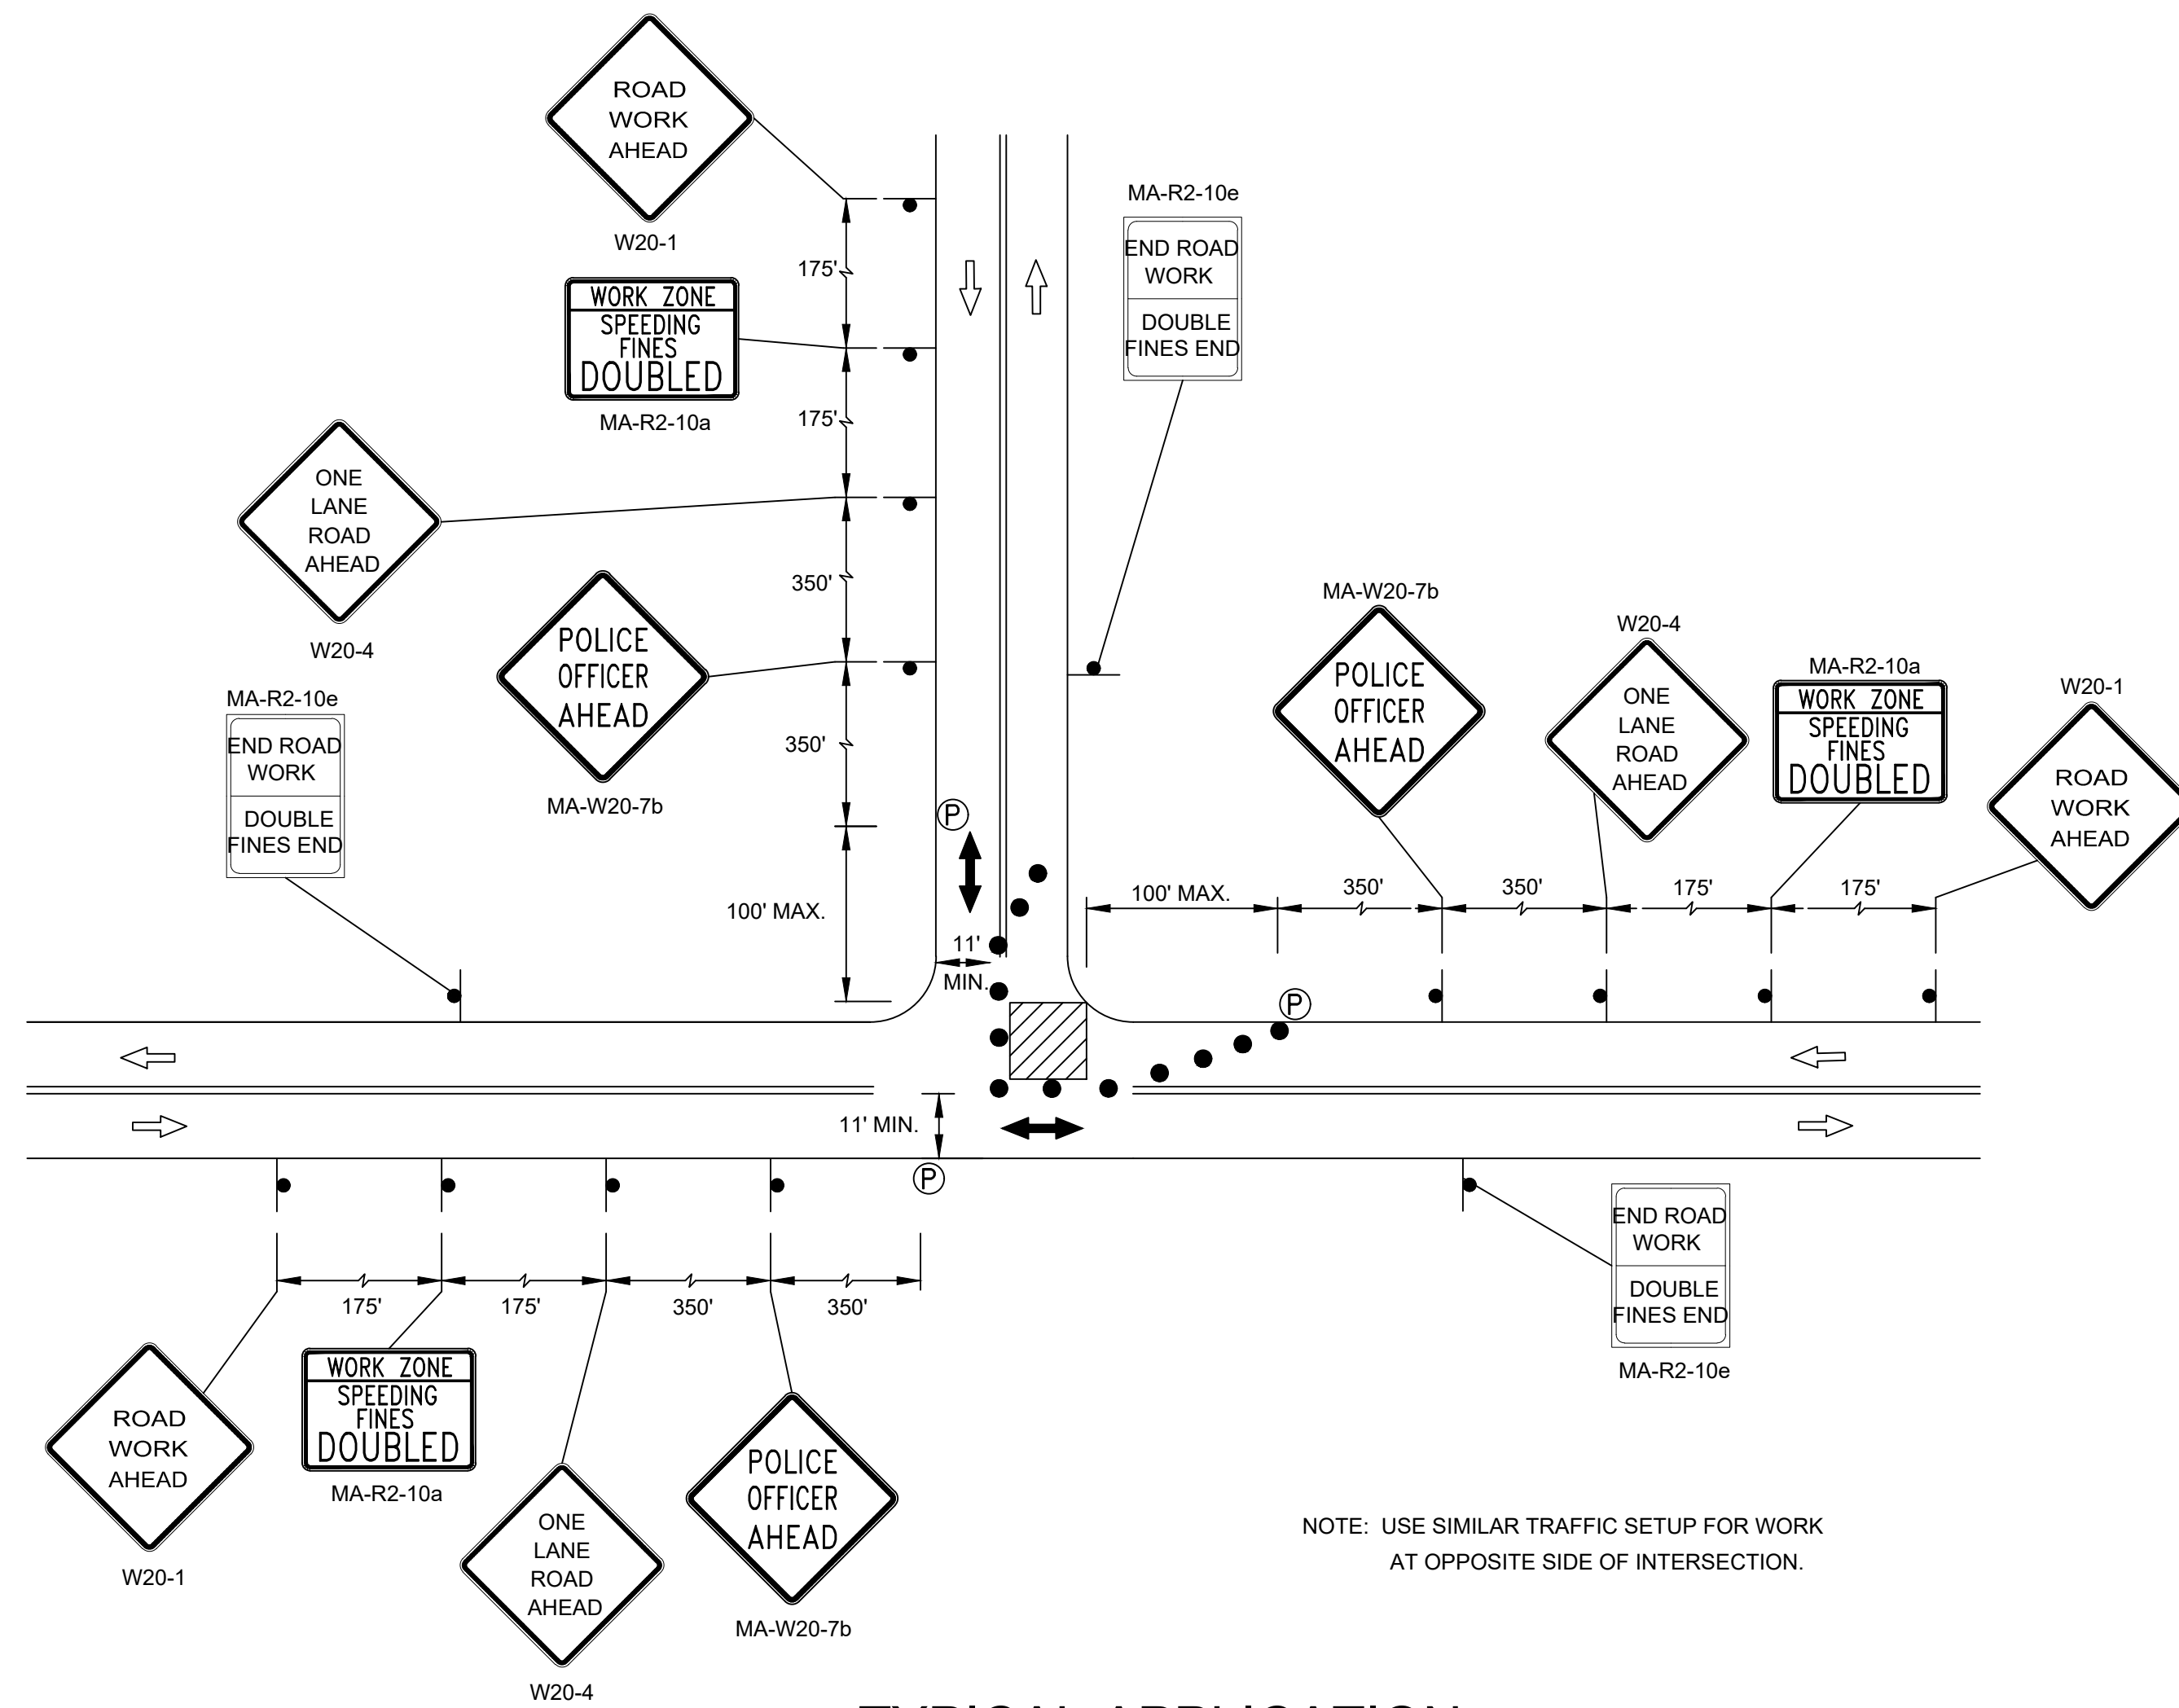 ROAD
WORK
AHEAD
W20-1
WORK ZONE
SPEEDING
FINES
DOUBLED
MA-R2-10a
ONE
LANE
ROAD
AHEAD
W20-4
POLICE
OFFICER
AHEAD
MA-W20-7b
175'
175'
350'
350'
100' MAX.
MA-R2-10e
END ROAD
WORK
DOUBLE
FINES END
MA-R2-10e
END ROAD
WORK
DOUBLE
FINES END
P
11'
MIN.
MA-W20-7b
POLICE
OFFICER
AHEAD
W20-4
ONE
LANE
ROAD
AHEAD
MA-R2-10a
WORK ZONE
SPEEDING
FINES
DOUBLED
W20-1
ROAD
WORK
AHEAD
100' MAX.
350'
350'
175'
175'
P
11' MIN.
P
175'
175'
350'
350'
ROAD
WORK
AHEAD
W20-1
WORK ZONE
SPEEDING
FINES
DOUBLED
MA-R2-10a
ONE
LANE
ROAD
AHEAD
W20-4
POLICE
OFFICER
AHEAD
MA-W20-7b
END ROAD
WORK
DOUBLE
FINES END
MA-R2-10e
NOTE: USE SIMILAR TRAFFIC SETUP FOR WORK
AT OPPOSITE SIDE OF INTERSECTION.